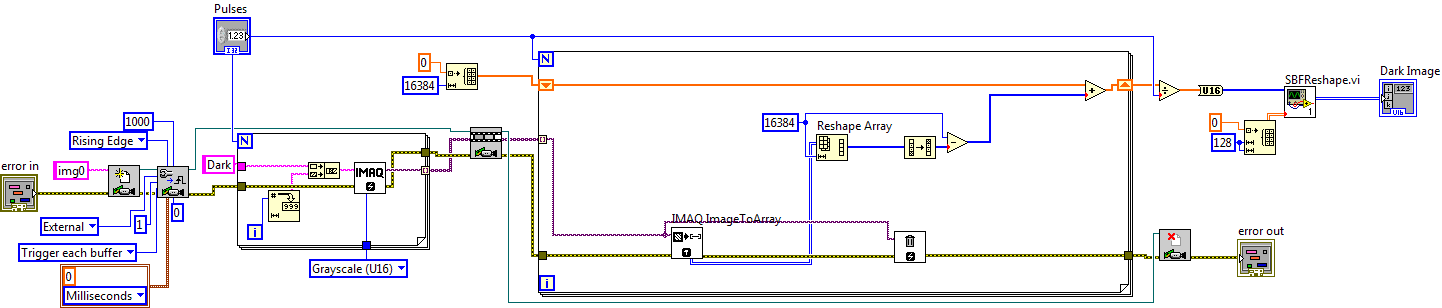 Pulses
1.23
I32
N
0
16384
SBFReshape.vi
Dark Image
U16
123
1000
Rising Edge
N
16384
Reshape Array
0
128
error in
img0
Dark
IMAQ
999
IMAQ ImageToArray
External
1
0
i
error out
Trigger each buffer
Grayscale (U16)
0
Milliseconds
i